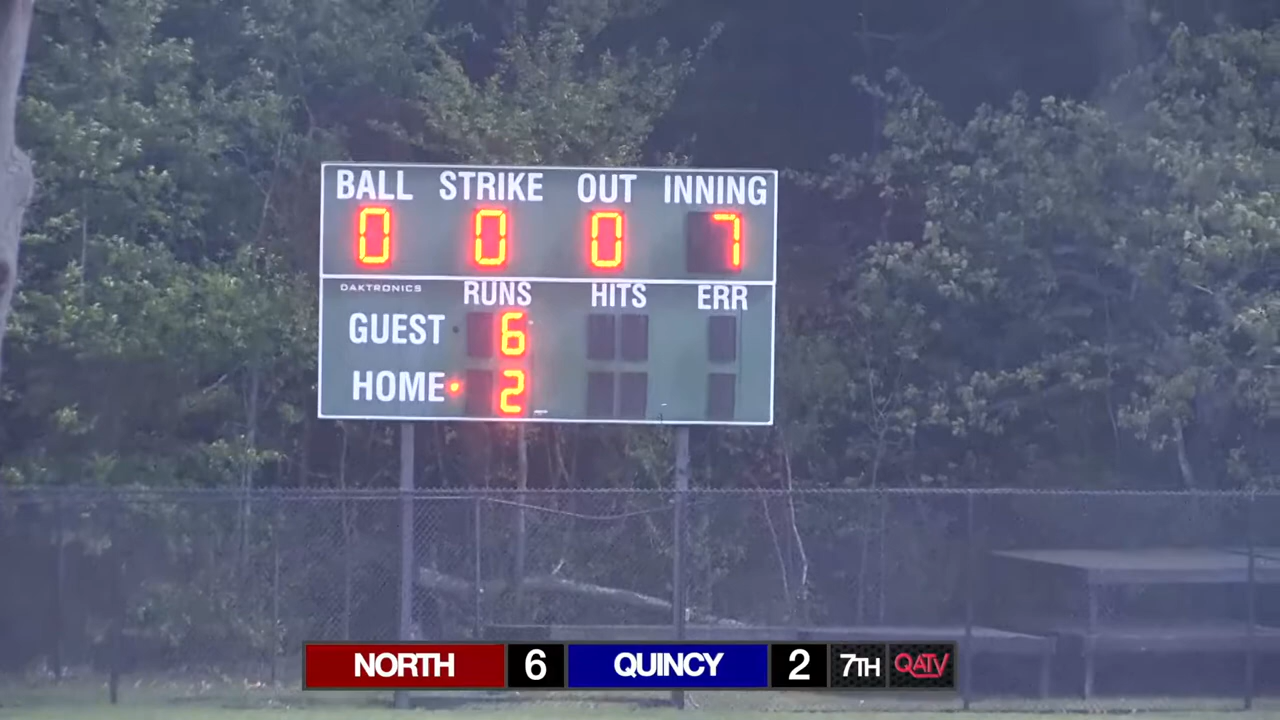 BALL STRIKE OUT INNING
0 0 0 7
DAKTRONICS RUNS HITS ERR
GUEST 6
HOME 2
NORTH 6 QUINCY 2 7TH QATV